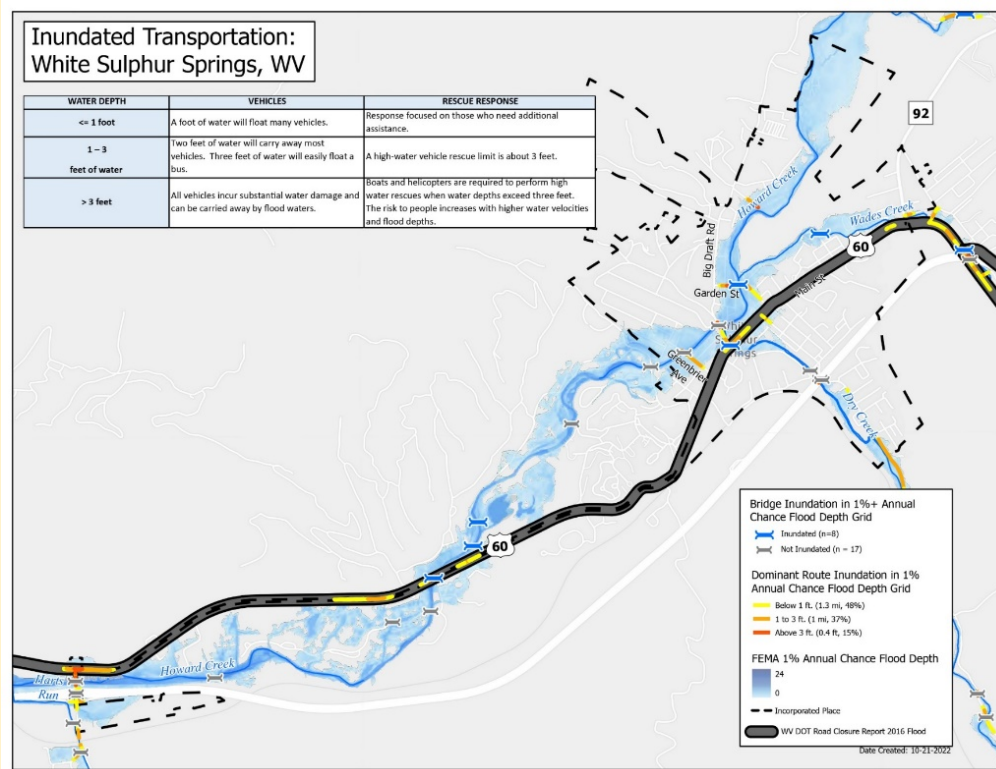 Inundated Transportation:
White Sulphur Springs, WV
WATER DEPTH VEHICLES RESCUE RESPONSE
<= 1 foot
A foot of water will float many vehicles.
Response focused on those who need additional
assistance.
1 – 3
feet of water
Two feet of water will carry away most
vehicles. Three feet of water will easily float a
bus.
A high-water vehicle rescue limit is about 3 feet.
> 3 feet
All vehicles incur substantial water damage and
can be carried away by flood waters.
Boats and helicopters are required to perform high
water rescues when water depths exceed three feet.
The risk to people increases with higher water velocities
and flood depths.
92
Howard Creek
Wades Creek
Big Draft Rd
60
Garden St
Main St
Springs
Greenbrier
Ave
Dry Creek
60
Howard Creek
Harts
Run
Bridge Inundation in 1%+ Annual
Chance Flood Depth Grid
Inundated (n=8)
Not Inundated (n = 17)
Dominant Route Inundation in 1%
Annual Chance Flood Depth Grid
Below 1 ft. (1.3 mi, 48%)
1 to 3 ft. (1 mi, 37%)
Above 3 ft. (0.4 ft, 15%)
FEMA 1% Annual Chance Flood Depth
24
0
Incorporated Place
WV DOT Road Closure Report 2016 Flood
Date Created: 10-21-2022